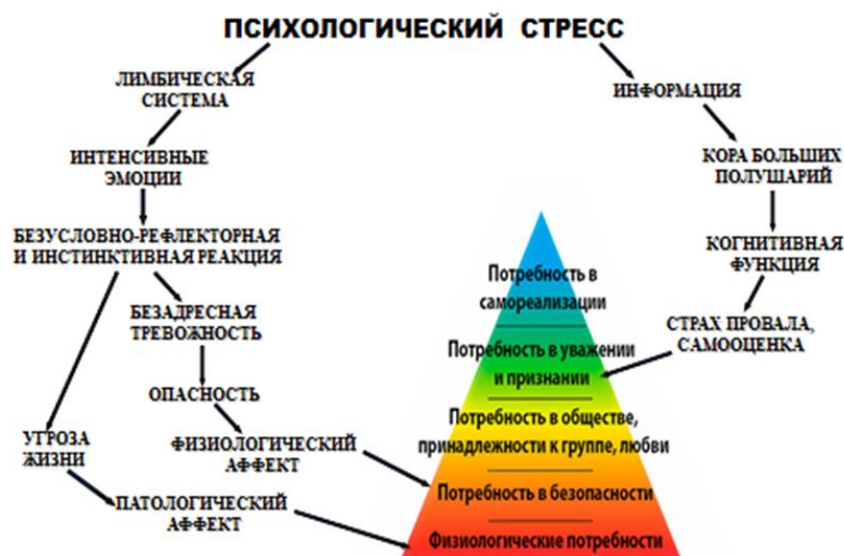 ПСИХОЛОГИЧЕСКИЙ СТРЕСС
ЛИМБИЧЕСКАЯ
СИСТЕМА
ИНТЕНСИВНЫЕ
ЭМОЦИИ
БЕЗУСЛОВНО-РЕФЛЕКТОРНАЯ
И ИНСТИНКТИВНАЯ РЕАКЦИЯ
БЕЗАДРЕСНАЯ
ТРЕВОЖНОСТЬ
ОПАСНОСТЬ
ФИЗИОЛОГИЧЕСКИЙ
АФФЕКТ
УГРОЗА
ЖИЗНИ
ПАТОЛОГИЧЕСКИЙ
АФФЕКТ
ИНФОРМАЦИЯ
КОРА БОЛЬШИХ
ПОЛУШАРИЙ
КОГНИТИВНАЯ
ФУНКЦИЯ
СТРАХ ПРОВАЛА,
САМООЦЕНКА
Потребность в
самореализации
Потребность в уважении
и признании
Потребность в обществе,
принадлежности к группе, любви
Потребность в безопасности
Физиологические потребности